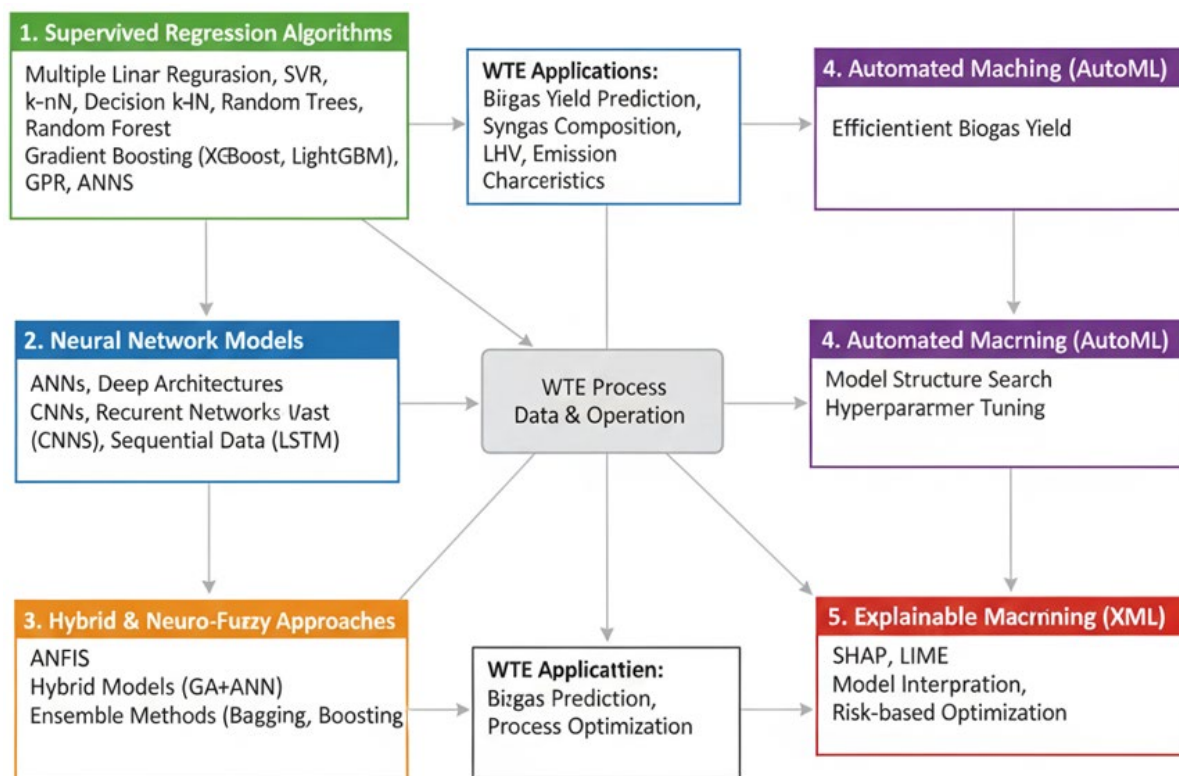 1. Supervived Regression Algorithms
Multiple Linar Regurasion, SVR,
k-nN, Decision k-IN, Random Trees,
Random Forest
Gradient Boosting (XGBoost, LightGBM),
GPR, ANNS
WTE Applications:
Biigas Yield Prediction,
Syngas Composition,
LHV, Emission
Charceristics
4. Automated Maching (AutoML)
Efficientient Biogas Yield
2. Neural Network Models
ANNs, Deep Architectures
CNNs, Recurent Networks Vast
(CNNS), Sequential Data (LSTM)
WTE Process
Data & Operation
4. Automated Macrning (AutoML)
Model Structure Search
Hyperpararmer Tuning
3. Hybrid & Neuro-Fuzzy Approaches
ANFIS
Hybrid Models (GA+ANN)
Ensemble Methods (Bagging, Boosting
WTE Applicattien:
Bizgas Prediction,
Process Optimization
5. Explainable Macrnining (XML)
SHAP, LIME
Model Interpration,
Risk-based Optimization